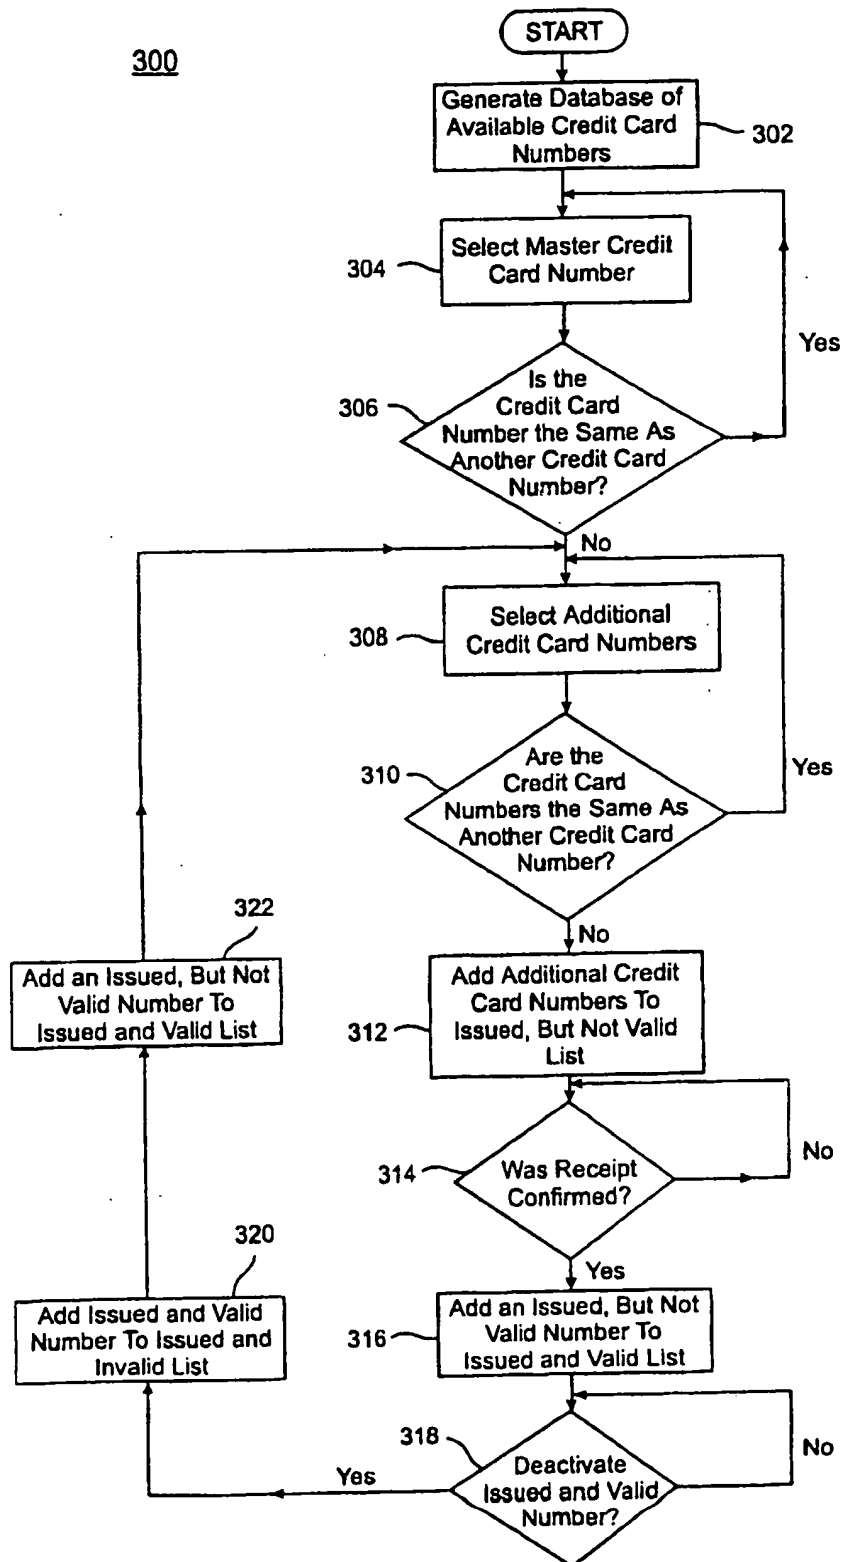 300
START
Generate Database of
Available Credit Card
Numbers
302
304
Select Master Credit
Card Number
Yes
306
Is the
Credit Card
Number the Same As
Another Credit Card
Number?
No
308
Select Additional
Credit Card Numbers
310
Are the
Credit Card
Numbers the Same As
Another Credit Card
Number?
Yes
No
322
Add an Issued, But Not
Valid Number To
Issued and Valid List
312
Add Additional Credit
Card Numbers To
Issued, But Not Valid
List
314
Was Receipt
Confirmed?
No
Yes
320
Add Issued and Valid
Number To Issued and
Invalid List
316
Add an Issued, But Not
Valid Number To
Issued and Valid List
318
Deactivate
Issued and Valid
Number?
No
Yes